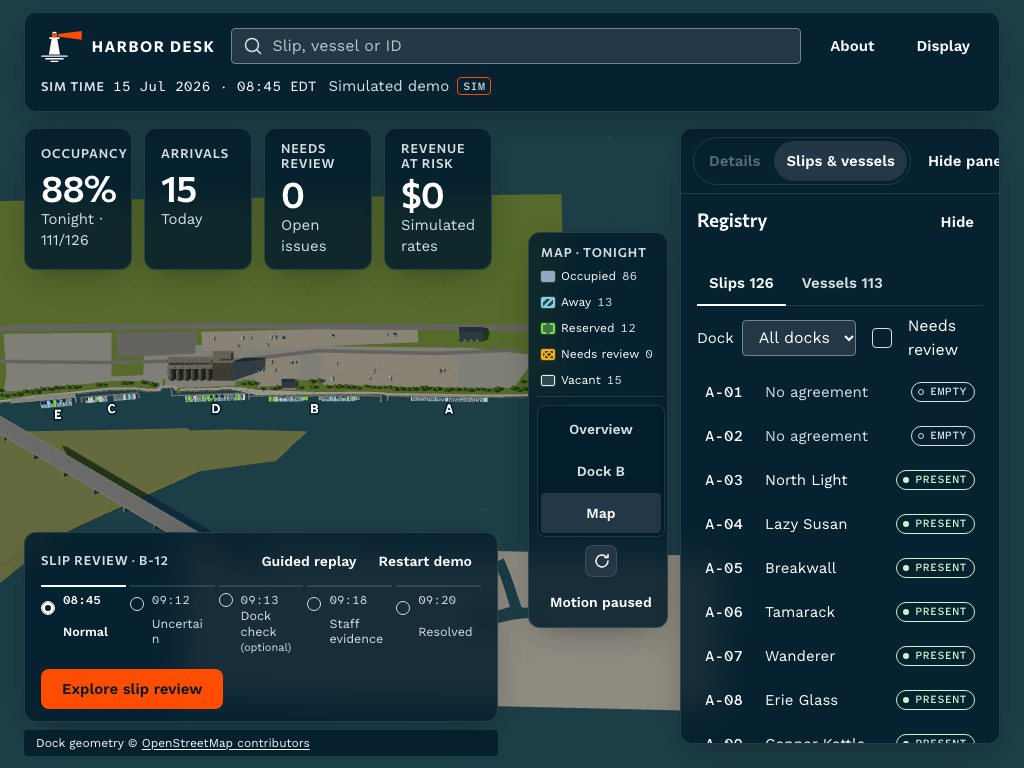 HARBOR DESK
Slip, vessel or ID
About
Display
SIM TIME 15 Jul 2026 · 08:45 EDT Simulated demo SIM
OCCUPANCY
88%
Tonight ·
111/126
ARRIVALS
15
Today
NEEDS
REVIEW
0
Open
issues
REVENUE
AT RISK
$0
Simulated
rates
E
C
D
B
A
MAP · TONIGHT
Occupied 86
Away 13
Reserved 12
Needs review 0
Vacant 15
Overview
Dock B
Map
Motion paused
SLIP REVIEW · B-12
Guided replay
Restart demo
08:45
Normal
09:12
Uncertai
n
09:13
Dock
check
(optional)
09:18
Staff
evidence
09:20
Resolved
Explore slip review
Dock geometry © OpenStreetMap contributors
Details
Slips & vessels
Hide pane
Registry
Hide
Slips 126
Vessels 113
Dock
All docks
Needs
review
A-01 No agreement EMPTY
A-02 No agreement EMPTY
A-03 North Light PRESENT
A-04 Lazy Susan PRESENT
A-05 Breakwall PRESENT
A-06 Tamarack PRESENT
A-07 Wanderer PRESENT
A-08 Erie Glass PRESENT